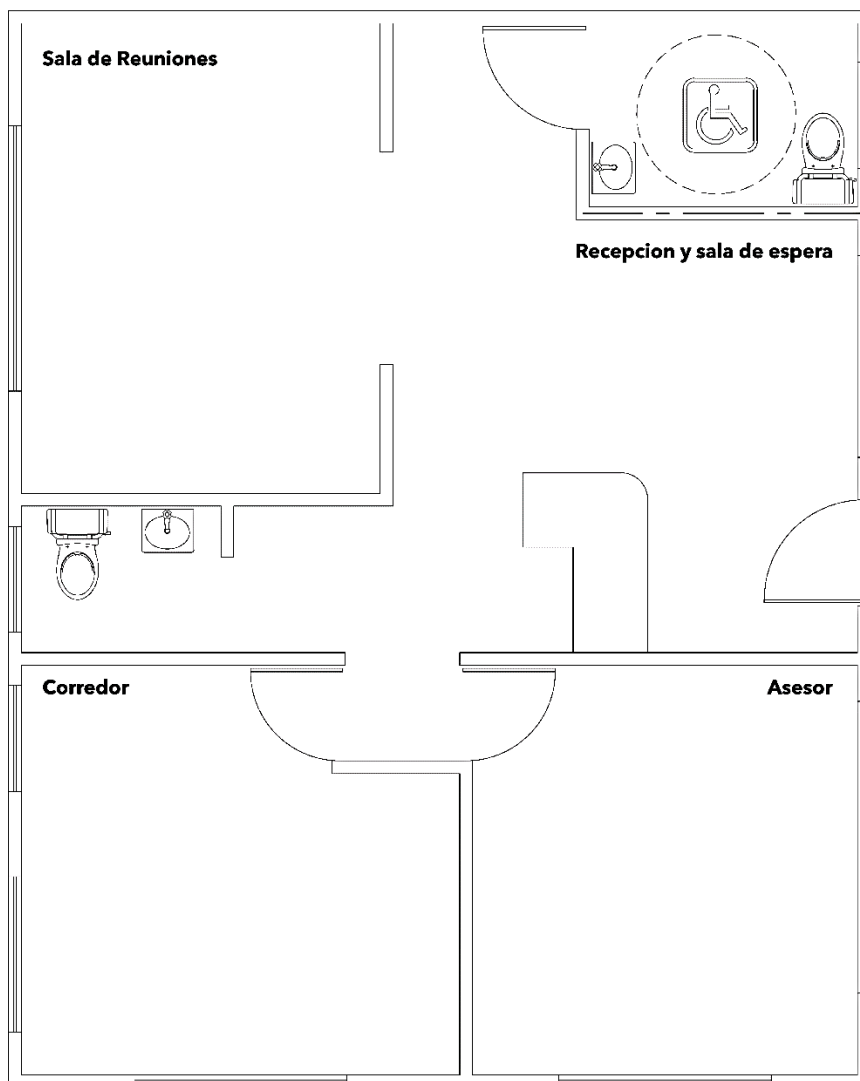 Sala de Reuniones
Recepcion y sala de espera
Corredor
Asesor